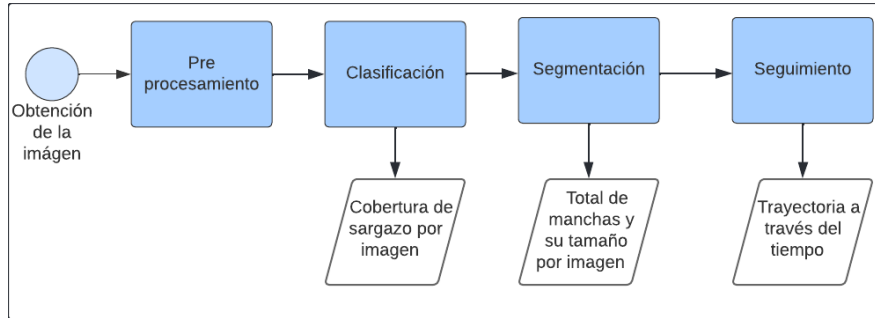 Obtención
de la
imágen
Pre
procesamiento
Clasificación
Segmentación
Seguimiento
Cobertura de
sargazo por
imagen
Total de
manchas y
su tamaño
por imagen
Trayectoria a
través del
tiempo